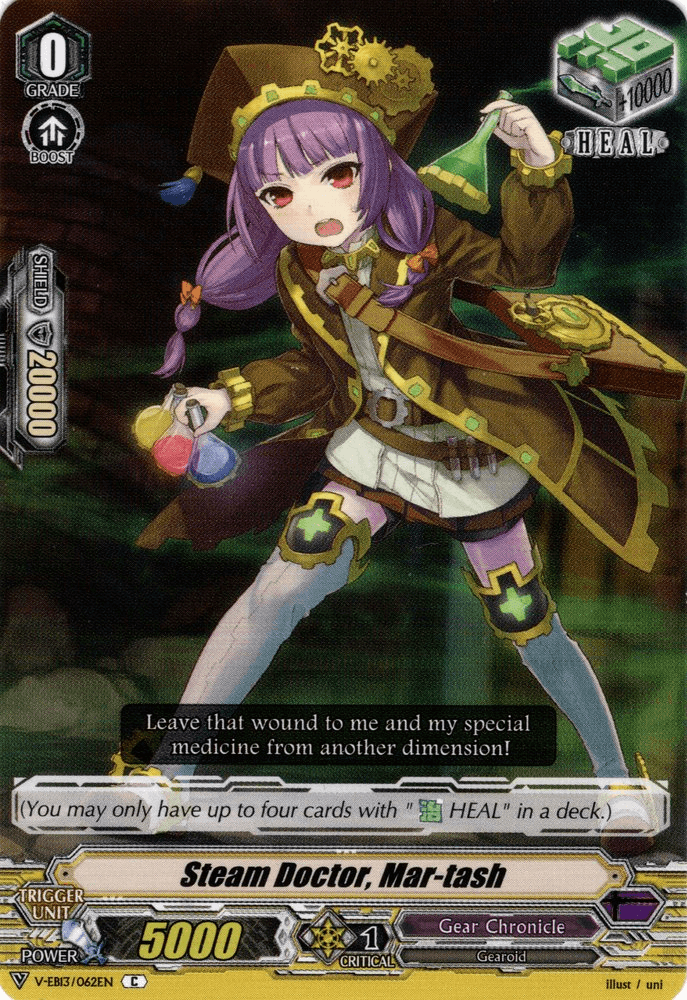 0
GRADE
BOOST
+10000
HEAL
SHIELD
20000
Leave that wound to me and my special
medicine from another dimension!
(You may only have up to four cards with " HEAL" in a deck.)
Steam Doctor, Mar-tash
TRIGGER
UNIT
POWER 5000
1
CRITICAL
Gear Chronicle
Gearoid
V-EB13/062EN C
illust / uni